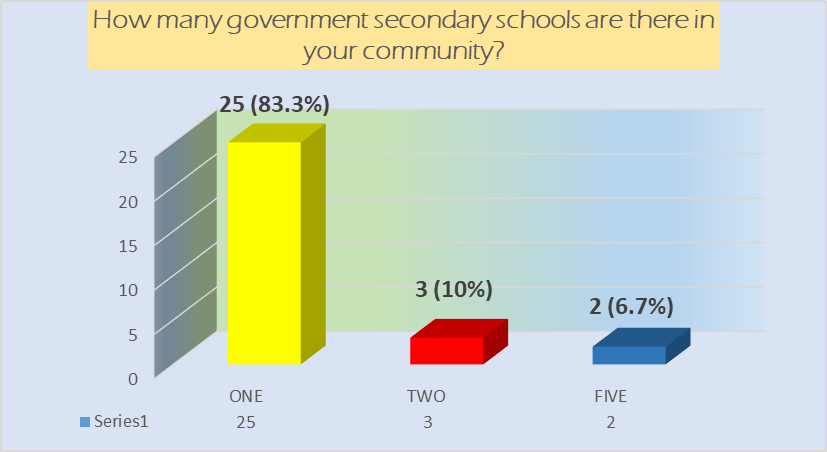 How many government secondary schools are there in
your community?
25 (83.3%)
25
20
15
10
5
0
3 (10%)
2 (6.7%)
ONE TWO FIVE
Series1 25 3 2